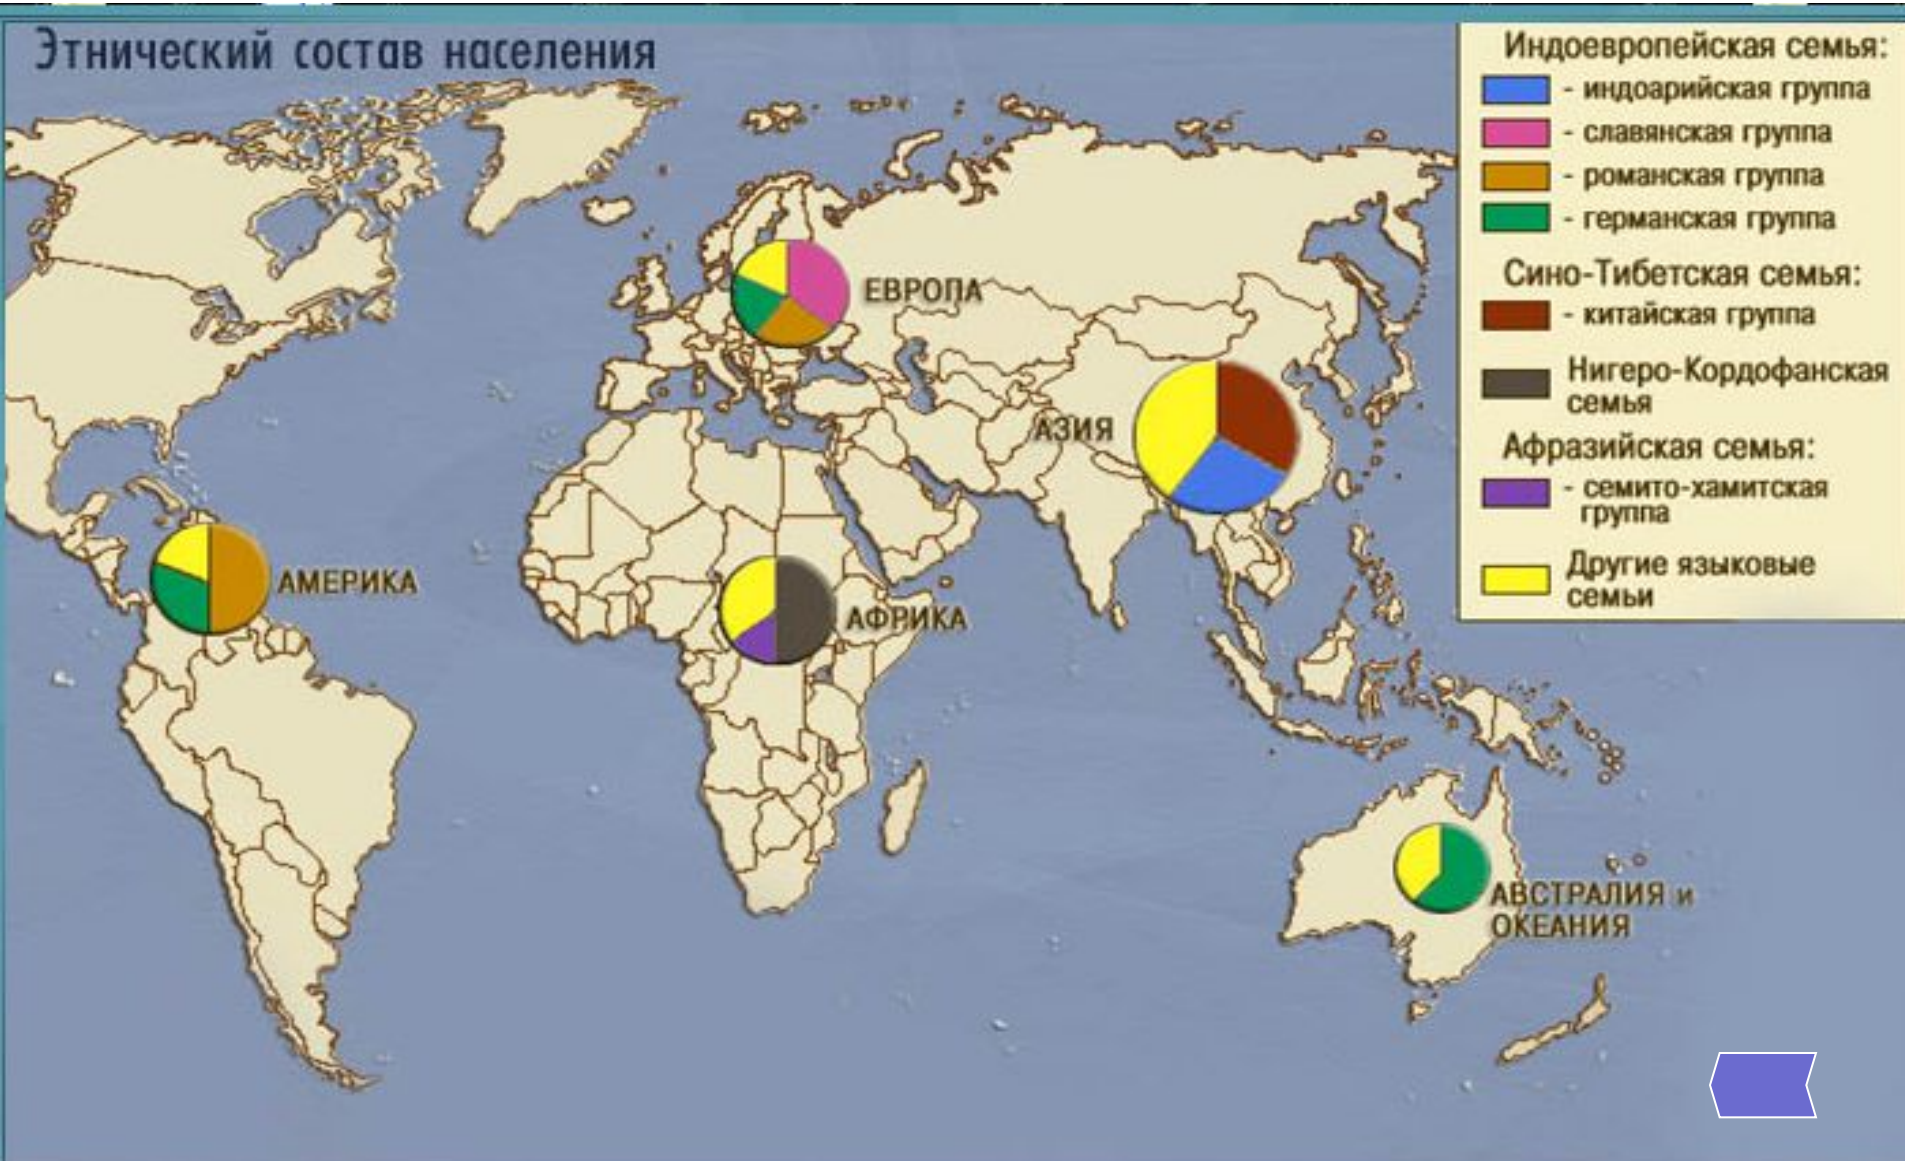 Этнический состав населения
Индоевропейская семья:
- индоарийская группа
- славянская группа
- романская группа
- германская группа
Сино-Тибетская семья:
- китайская группа
Нигеро-Кордофанская
семья
Афразийская семья:
- семито-хамитская
группа
Другие языковые
семьи
ЕВРОПА
АЗИЯ
АМЕРИКА
АФРИКА
АВСТРАЛИЯ и
ОКЕАНИЯ